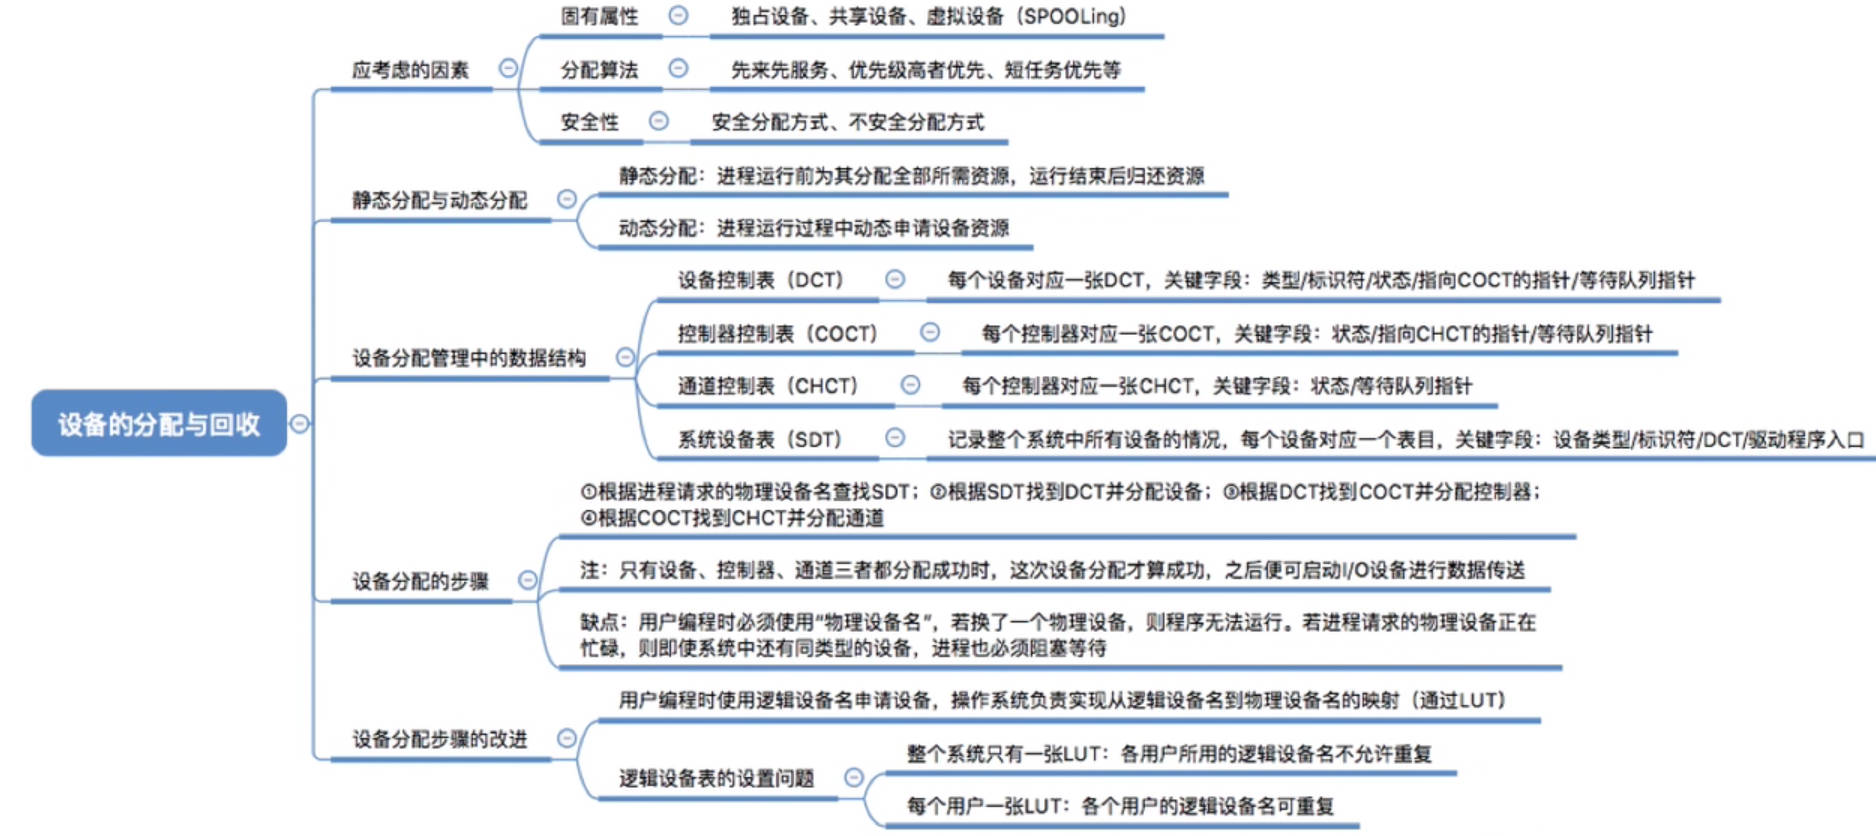 设备的分配与回收
应考虑的因素
固有属性
独占设备、共享设备、虚拟设备（SPOOLing）
分配算法
先来先服务、优先级高者优先、短任务优先等
安全性
安全分配方式、不安全分配方式
静态分配与动态分配
静态分配：进程运行前为其分配全部所需资源，运行结束后归还资源
动态分配：进程运行过程中动态申请设备资源
设备分配管理中的数据结构
设备控制表（DCT）
每个设备对应一张DCT，关键字段：类型/标识符/状态/指向COCT的指针/等待队列指针
控制器控制表（COCT）
每个控制器对应一张COCT，关键字段：状态/指向CHCT的指针/等待队列指针
通道控制表（CHCT）
每个控制器对应一张CHCT，关键字段：状态/等待队列指针
系统设备表（SDT）
记录整个系统中所有设备的情况，每个设备对应一个表目，关键字段：设备类型/标识符/DCT/驱动程序入口
设备分配的步骤
①根据进程请求的物理设备名查找SDT；②根据SDT找到DCT并分配设备；③根据DCT找到COCT并分配控制器；
④根据COCT找到CHCT并分配通道
注：只有设备、控制器、通道三者都分配成功时，这次设备分配才算成功，之后便可启动I/O设备进行数据传送
缺点：用户编程时必须使用“物理设备名”，若换了一个物理设备，则程序无法运行。若进程请求的物理设备正在
忙碌，则即使系统中还有同类型的设备，进程也必须阻塞等待
设备分配步骤的改进
用户编程时使用逻辑设备名申请设备，操作系统负责实现从逻辑设备名到物理设备名的映射（通过LUT）
逻辑设备表的设置问题
整个系统只有一张LUT：各用户所用的逻辑设备名不允许重复
每个用户一张LUT：各个用户的逻辑设备名可重复